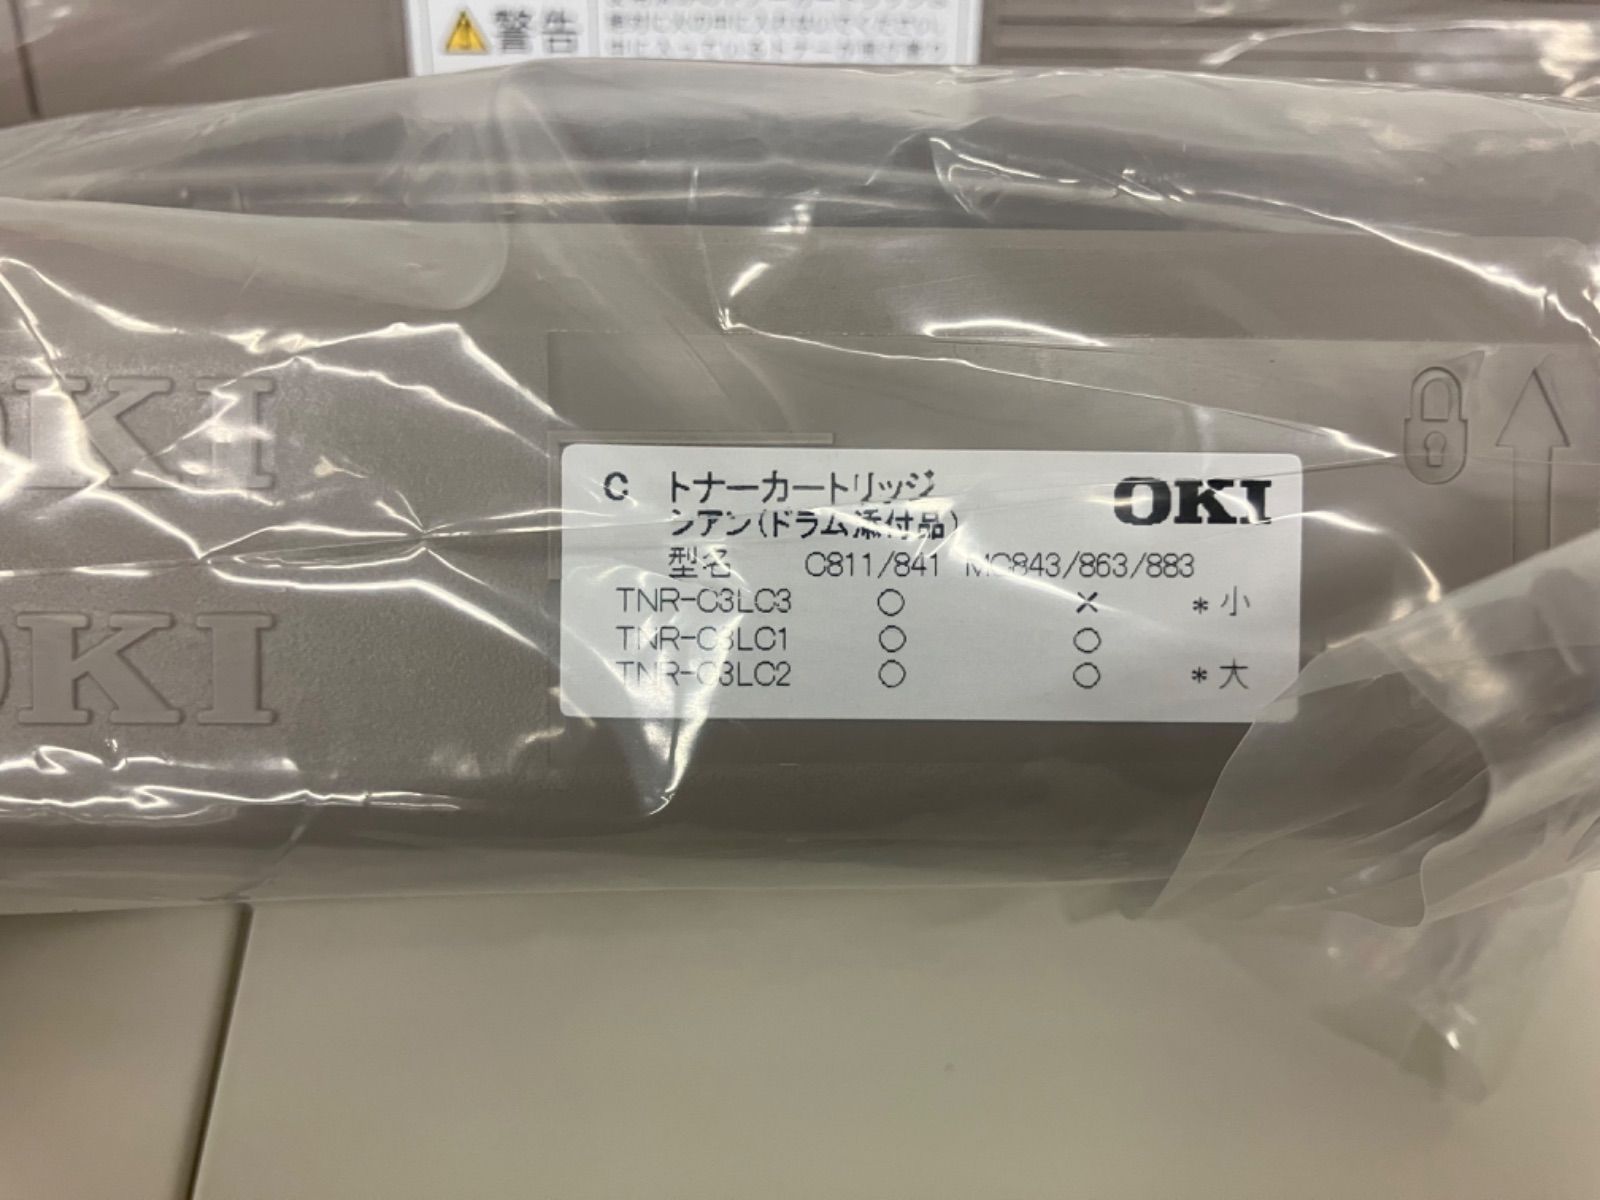 警告
C トナーカートリッジ
シアン(ドラム添付品)
OKI
型名 C811/841 MC843/863/883
TNR-C3LC3 ○ × *小
TNR-C3LC1 ○ ○
TNR-C3LC2 ○ ○ *大
OKI
OKI